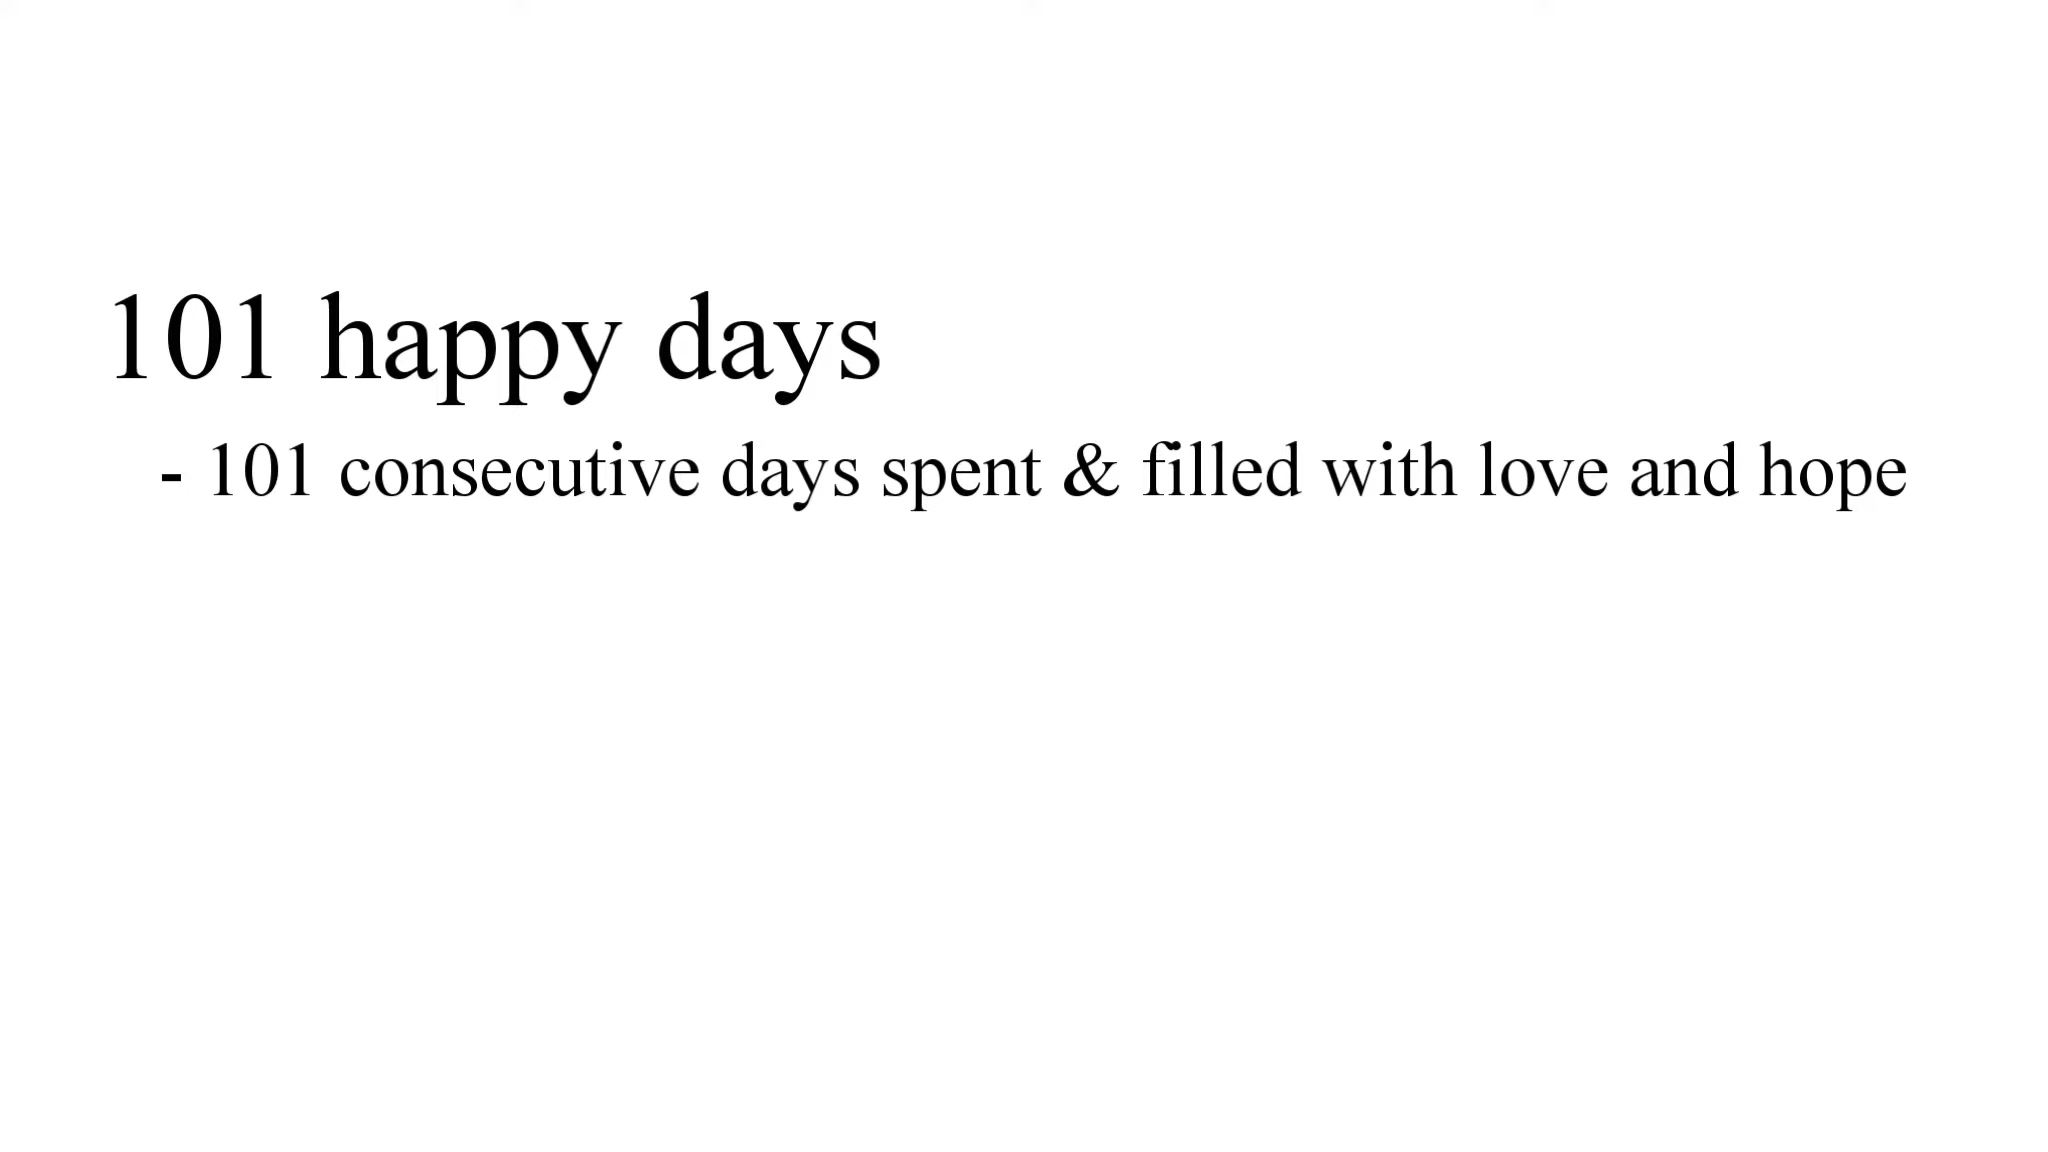 101 happy days
- 101 consecutive days spent & filled with love and hope